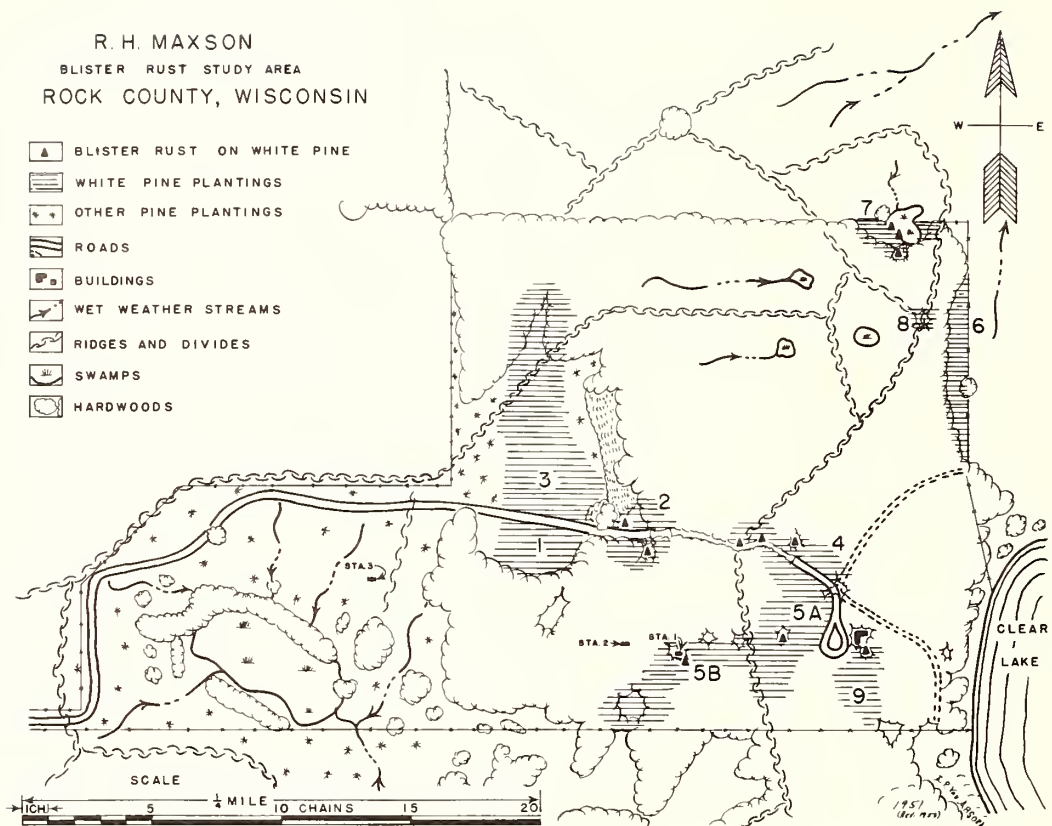 R. H. MAXSON
BLISTER RUST STUDY AREA
ROCK COUNTY, WISCONSIN
BLISTER RUST ON WHITE PINE
WHITE PINE PLANTINGS
OTHER PINE PLANTINGS
ROADS
BUILDINGS
WET WEATHER STREAMS
RIDGES AND DIVIDES
SWAMPS
HARDWOODS
W E
7
8
6
3
2
1
4
STA.3
5A
STA.2
STA.1
5B
9
CLEAR
LAKE
SCALE
1/4 MILE
1CH 5 10 CHAINS 15 20
1951